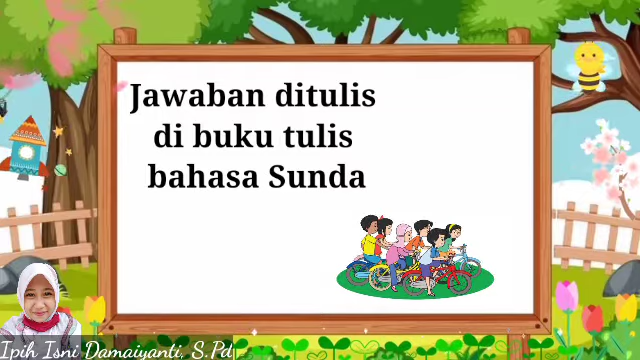 Jawaban ditulis
di buku tulis
bahasa Sunda
Ipih Isni Damaiyanti, S.Pd